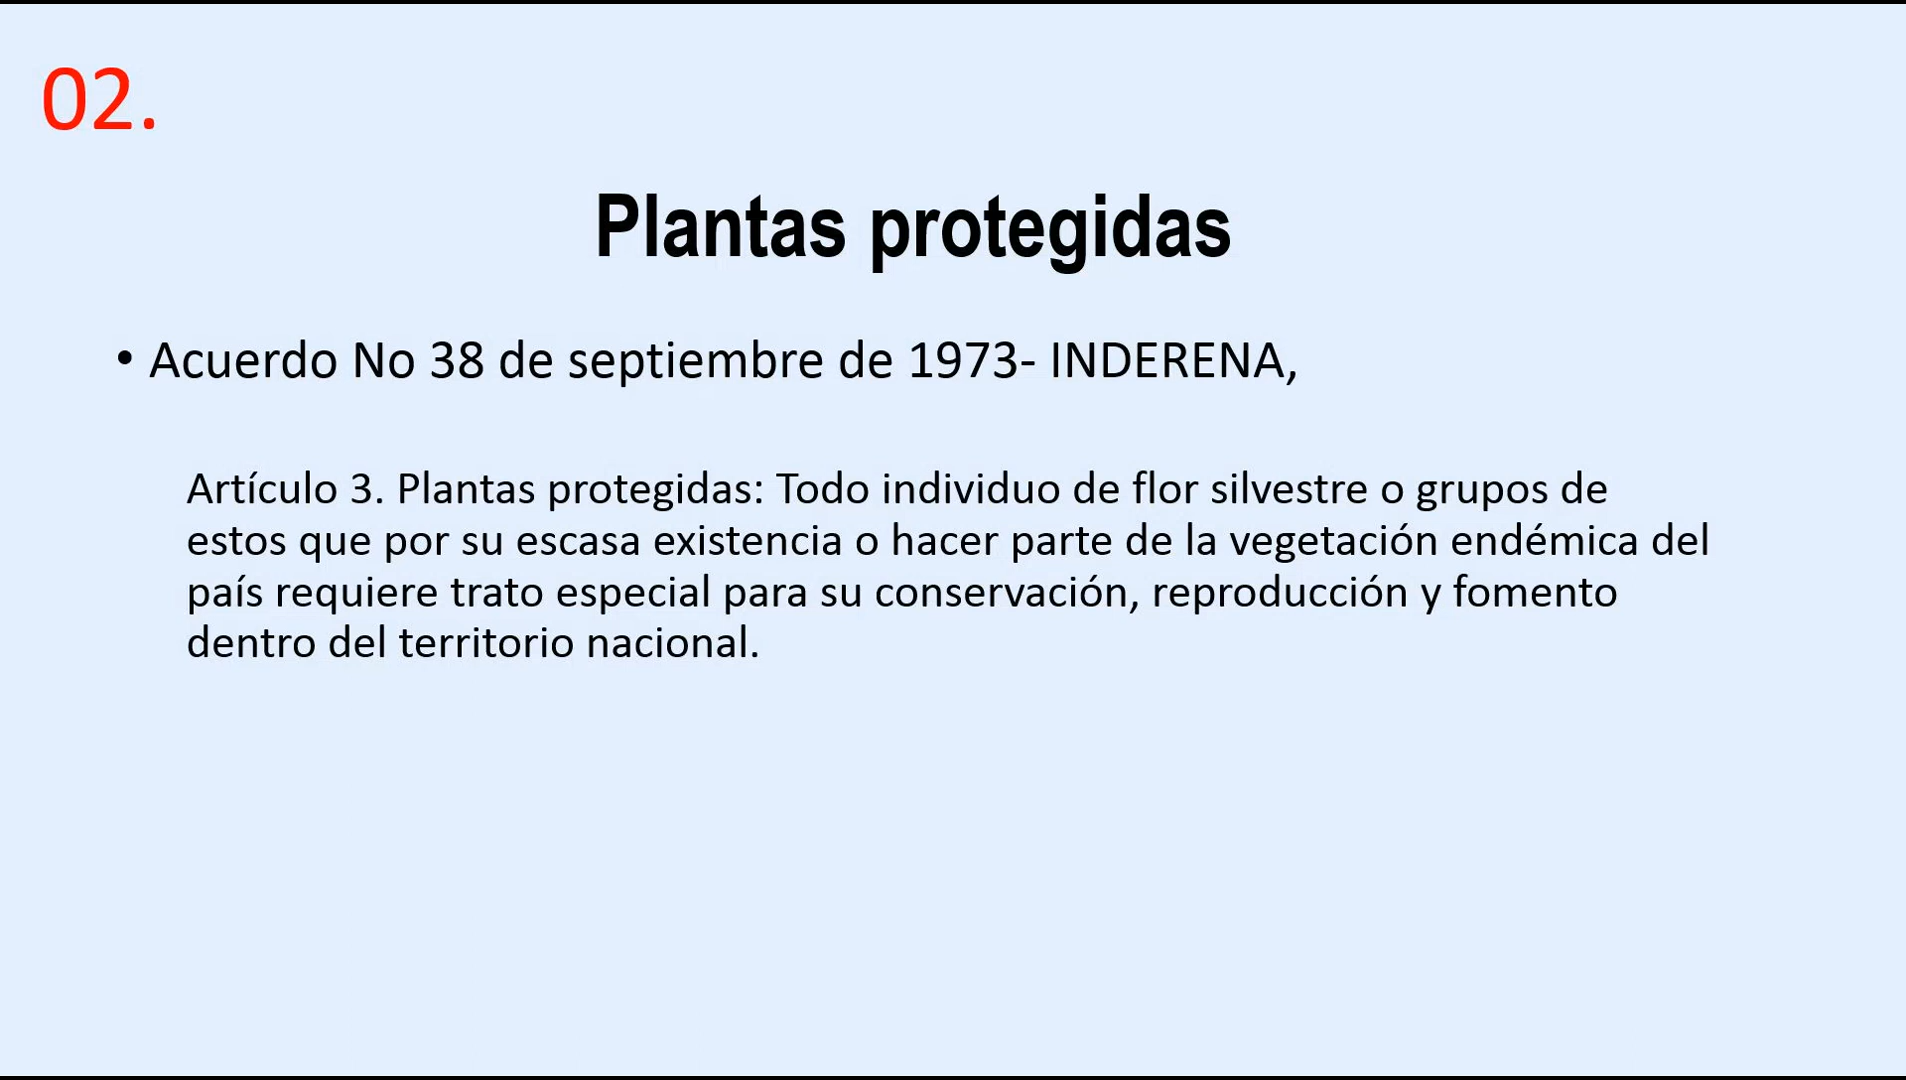 02.
Plantas protegidas
• Acuerdo No 38 de septiembre de 1973- INDERENA,
Artículo 3. Plantas protegidas: Todo individuo de flor silvestre o grupos de
estos que por su escasa existencia o hacer parte de la vegetación endémica del
país requiere trato especial para su conservación, reproducción y fomento
dentro del territorio nacional.